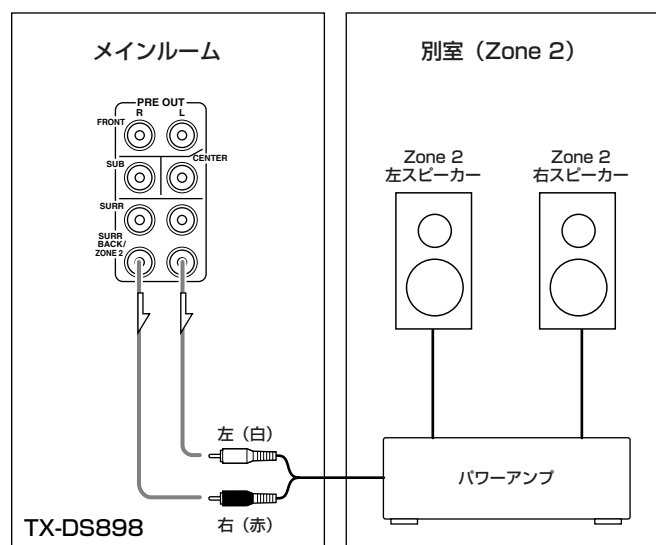 メインルーム
PRE OUT
R L
FRONT
SUB
CENTER
SURR
SURR
BACK/
ZONE 2
左（白）
右（赤）
TX-DS898
別室（Zone 2）
Zone 2
左スピーカー
Zone 2
右スピーカー
パワーアンプ